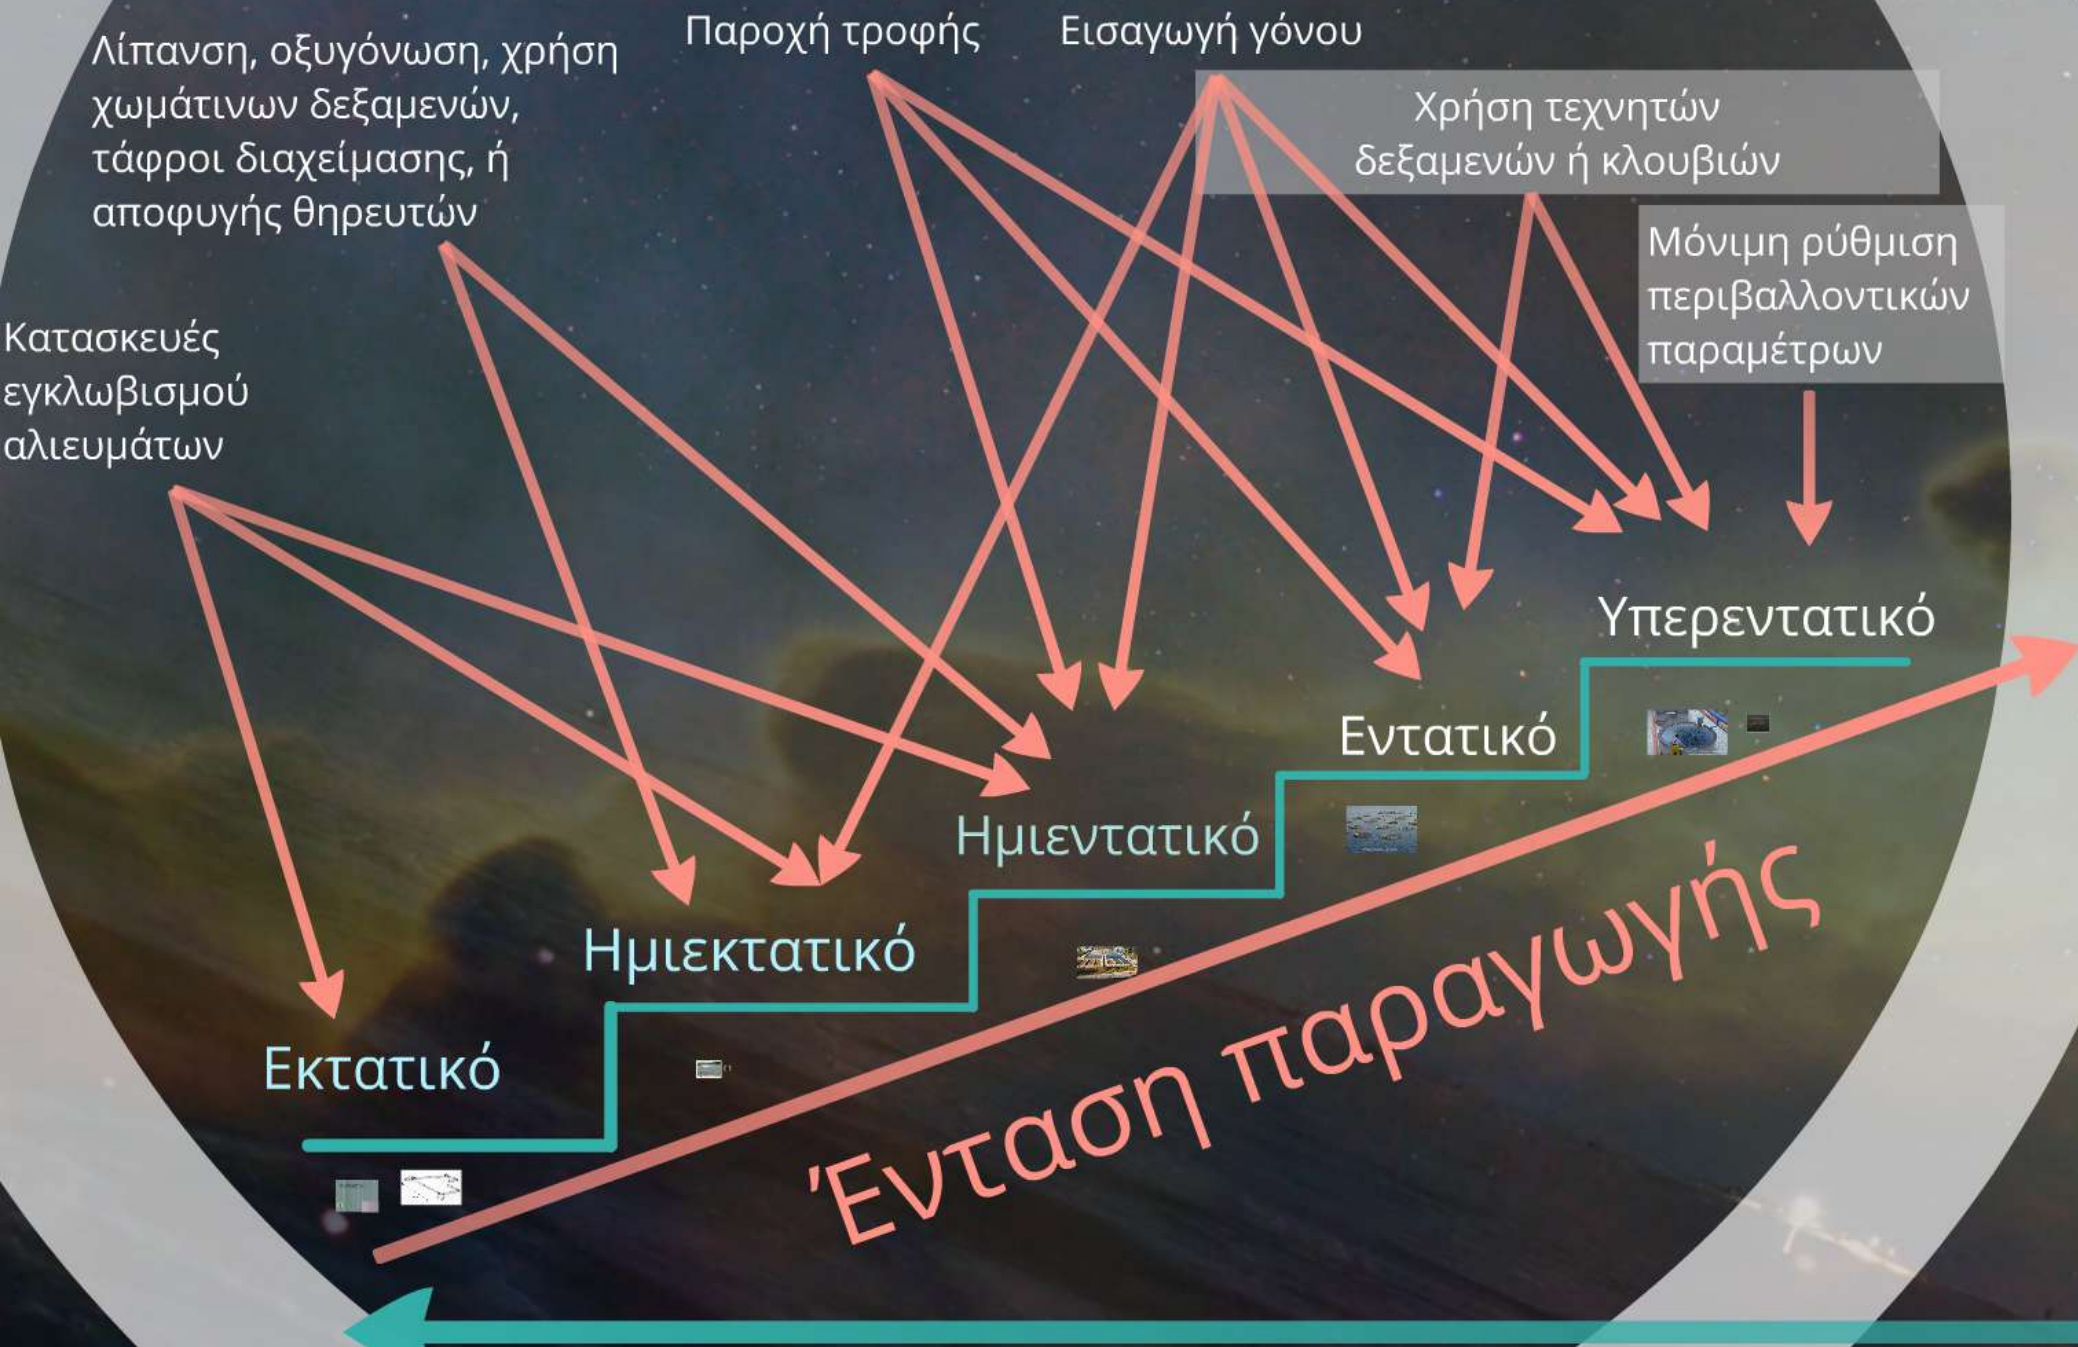 Λίπανση, οξυγόνωση, χρήση
χωμάτινων δεξαμενών,
τάφροι διαχείμασης, ή
αποφυγής θηρευτών
Παροχή τροφής
Εισαγωγή γόνου
Χρήση τεχνητών
δεξαμενών ή κλουβιών
Μόνιμη ρύθμιση
περιβαλλοντικών
παραμέτρων
Κατασκευές
εγκλωβισμού
αλιευμάτων
Υπερεντατικό
Εντατικό
Ημιεντατικό
Ημιεκτατικό
Εκτατικό
Ένταση παραγωγής